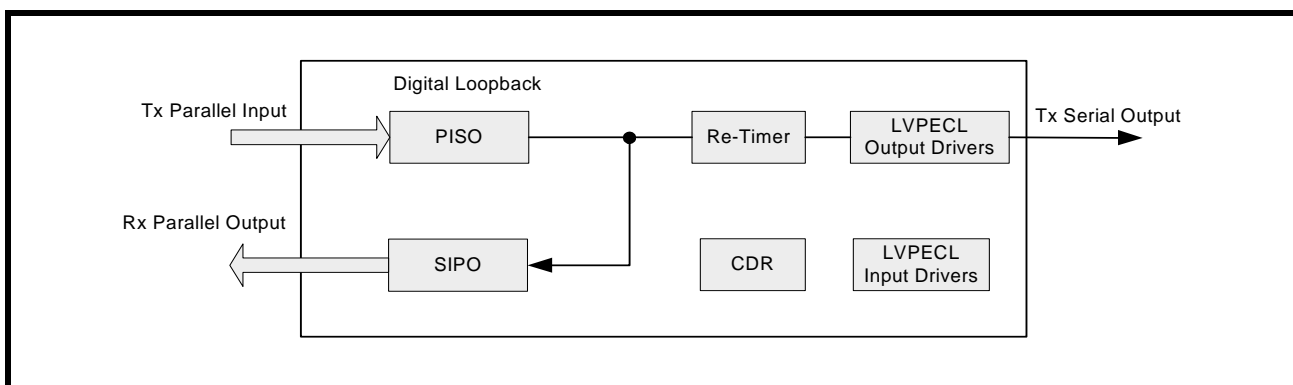 Digital Loopback
Tx Parallel Input
PISO
Re-Timer
LVPECL
Output Drivers
Tx Serial Output
Rx Parallel Output
SIPO
CDR
LVPECL
Input Drivers